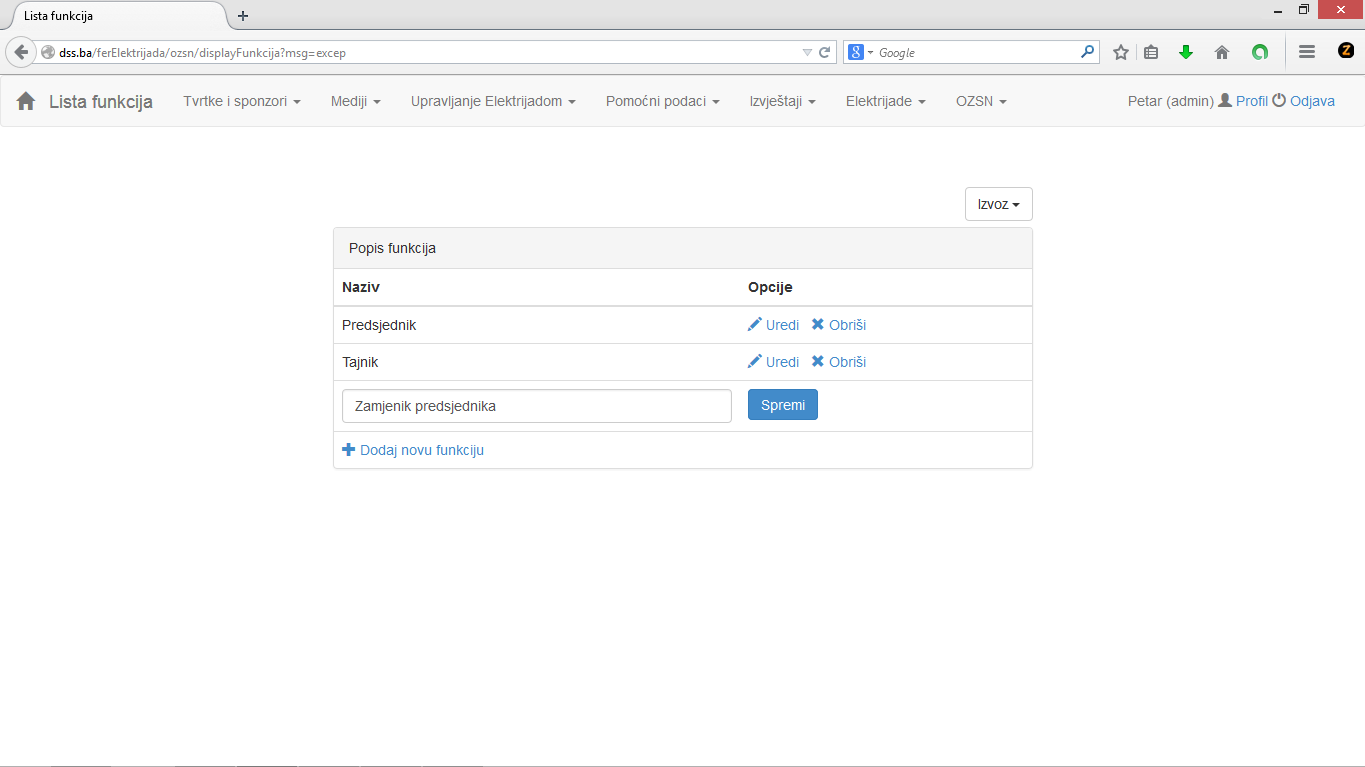 Lista funkcija
dss.ba/ferElektrijada/ozsn/displayFunkcija?msg=excep
Google
Lista funkcija Tvrtke i sponzori Mediji Upravljanje Elektrijadom Pomoćni podaci Izvještaji Elektrijade OZSN Petar (admin) Profil Odjava
Izvoz
Popis funkcija
Naziv Opcije
Predsjednik Uredi Obriši
Tajnik Uredi Obriši
Zamjenik predsjednika Spremi
Dodaj novu funkciju